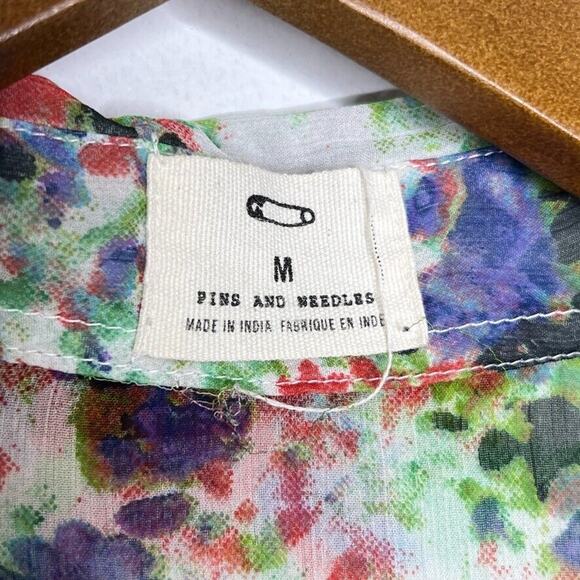 M
PINS AND NEEDLES
MADE IN INDIA FABRIQUE EN INDE